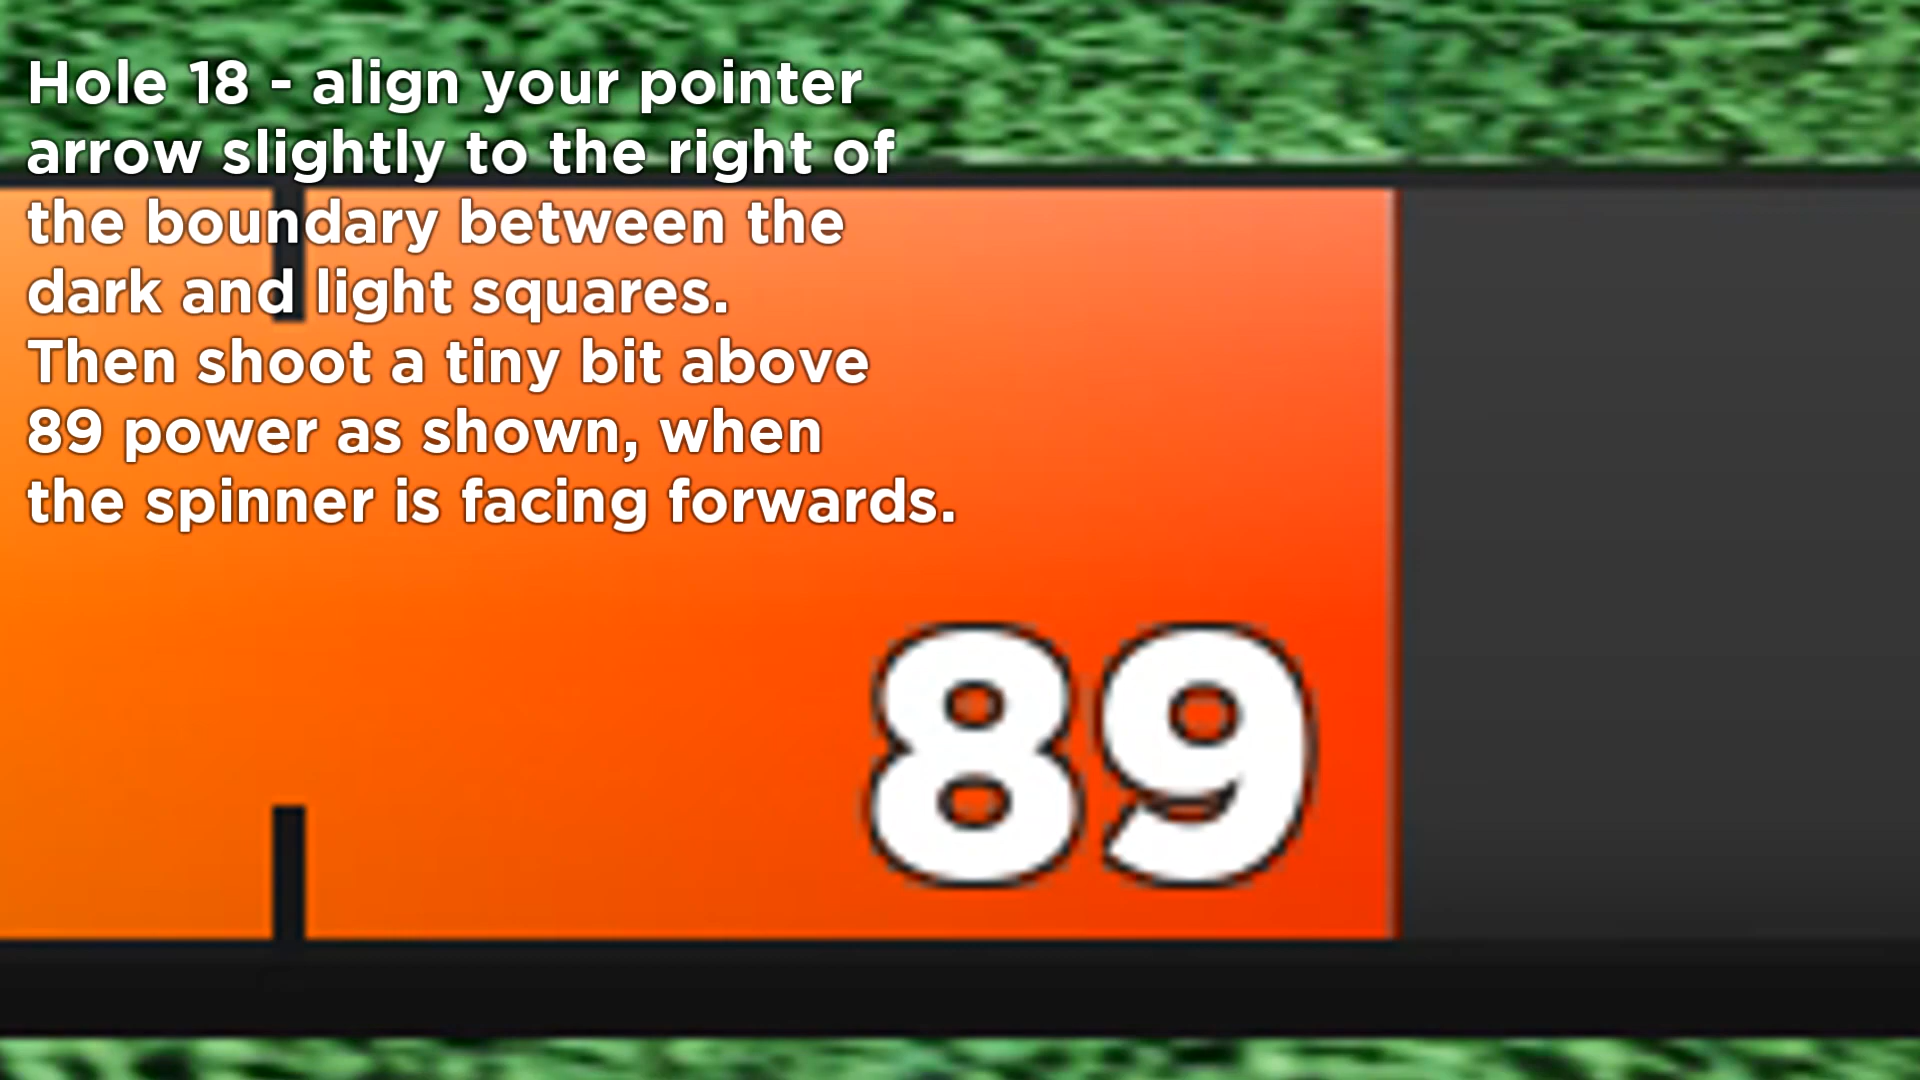 Hole 18 - align your pointer
arrow slightly to the right of
the boundary between the
dark and light squares.
Then shoot a tiny bit above
89 power as shown, when
the spinner is facing forwards.
89